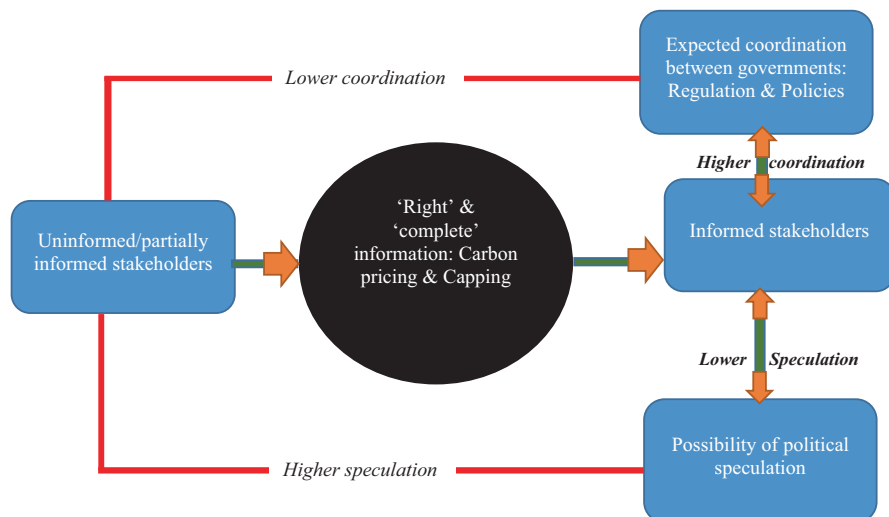 Expected coordination
between governments:
Regulation & Policies
Lower coordination
Higher coordination
‘Right’ &
‘complete’
information: Carbon
pricing & Capping
Uninformed/partially
informed stakeholders
Informed stakeholders
Lower Speculation
Possibility of political
speculation
Higher speculation